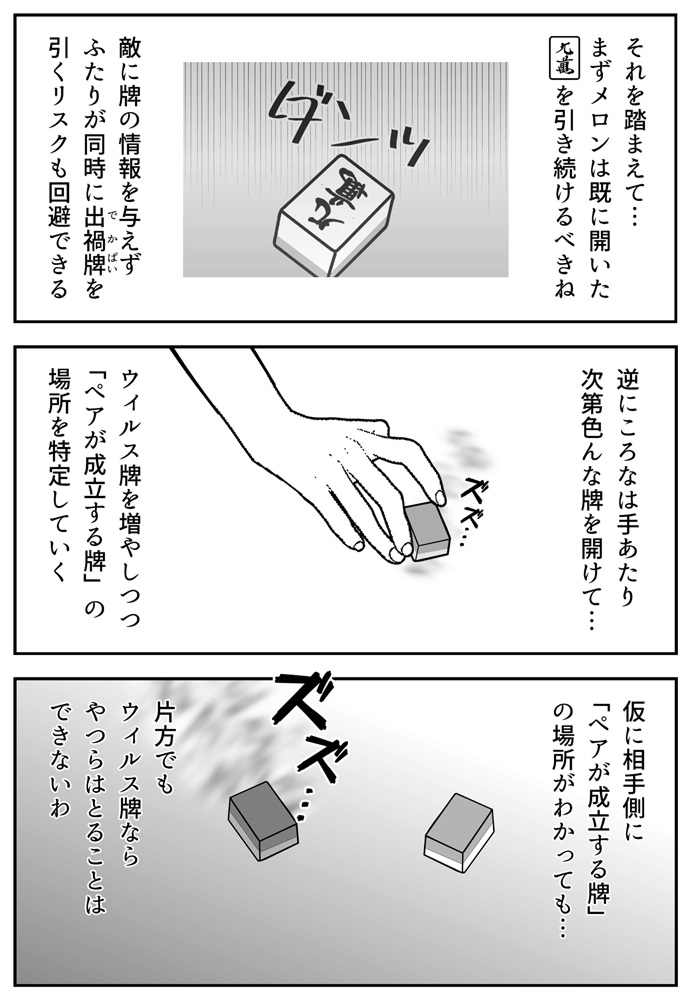 それを踏まえて…
まずメロンは既に開いた
九萬を引き続けるべきね
ダンッ
九萬
敵に牌の情報を与えず
ふたりが同時に出禍牌を
でかぱい
引くリスクも回避できる
逆にころなは手あたり
次第色んな牌を開けて…
ズズ…
ウィルス牌を増やしつつ
「ペアが成立する牌」の
場所を特定していく
仮に相手側に
「ペアが成立する牌」
の場所がわかっても…
ズズ…
片方でも
ウィルス牌なら
やつらはとることは
できないわ